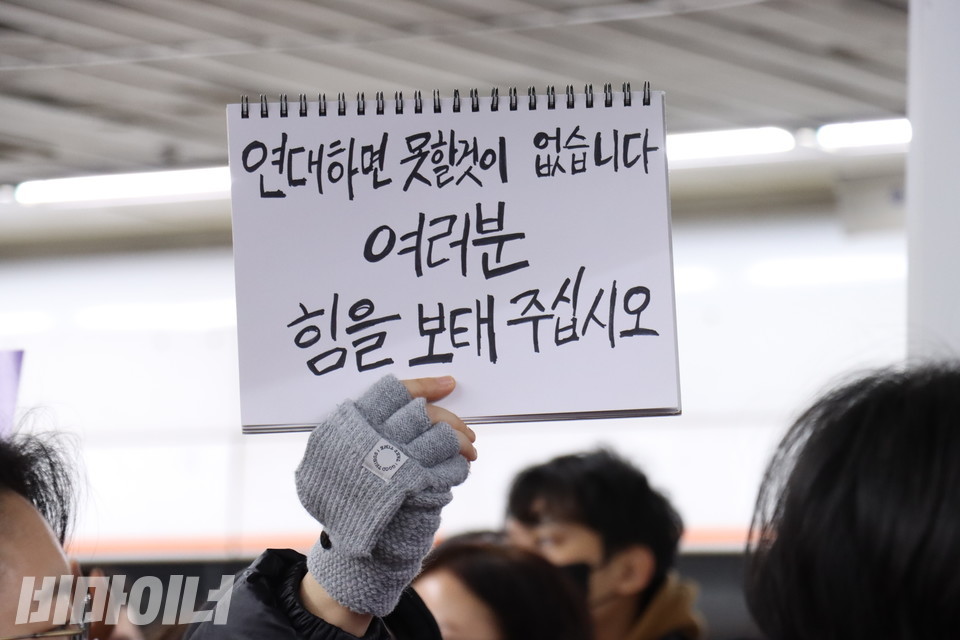 연대하면 못할것이 없습니다
여러분
힘을 보태 주십시오
비마이너